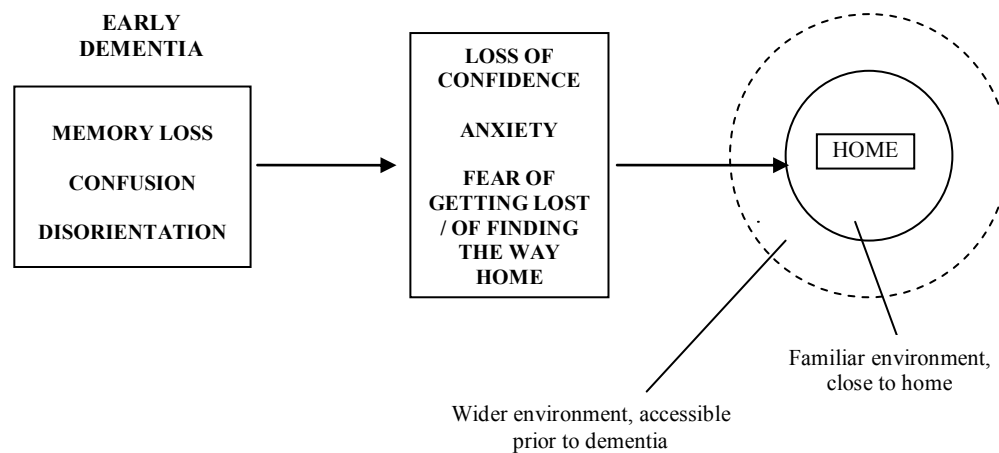 EARLY
DEMENTIA
MEMORY LOSS
CONFUSION
DISORIENTATION
LOSS OF
CONFIDENCE
ANXIETY
FEAR OF
GETTING LOST
/ OF FINDING
THE WAY
HOME
HOME
Familiar environment,
close to home
Wider environment, accessible
prior to dementia